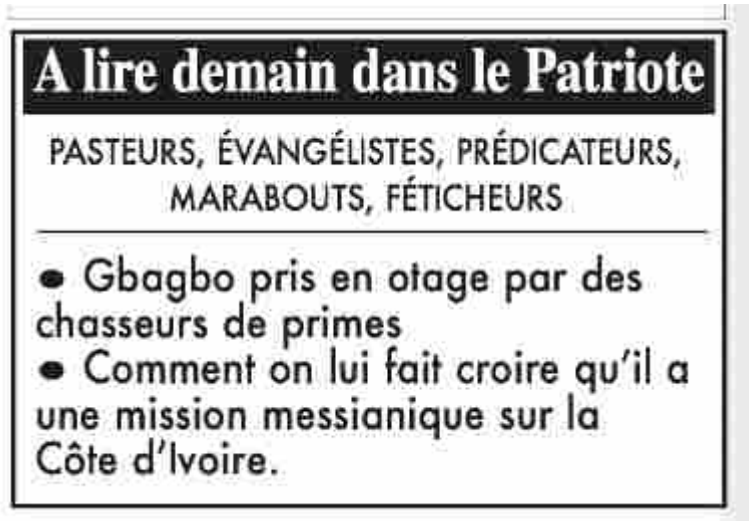 A lire demain dans le Patriote
PASTEURS, ÉVANGÉLISTES, PRÉDICATEURS,
MARABOUTS, FÉTICHEURS
● Gbagbo pris en otage par des
chasseurs de primes
● Comment on lui fait croire qu'il a
une mission messianique sur la
Côte d'Ivoire.